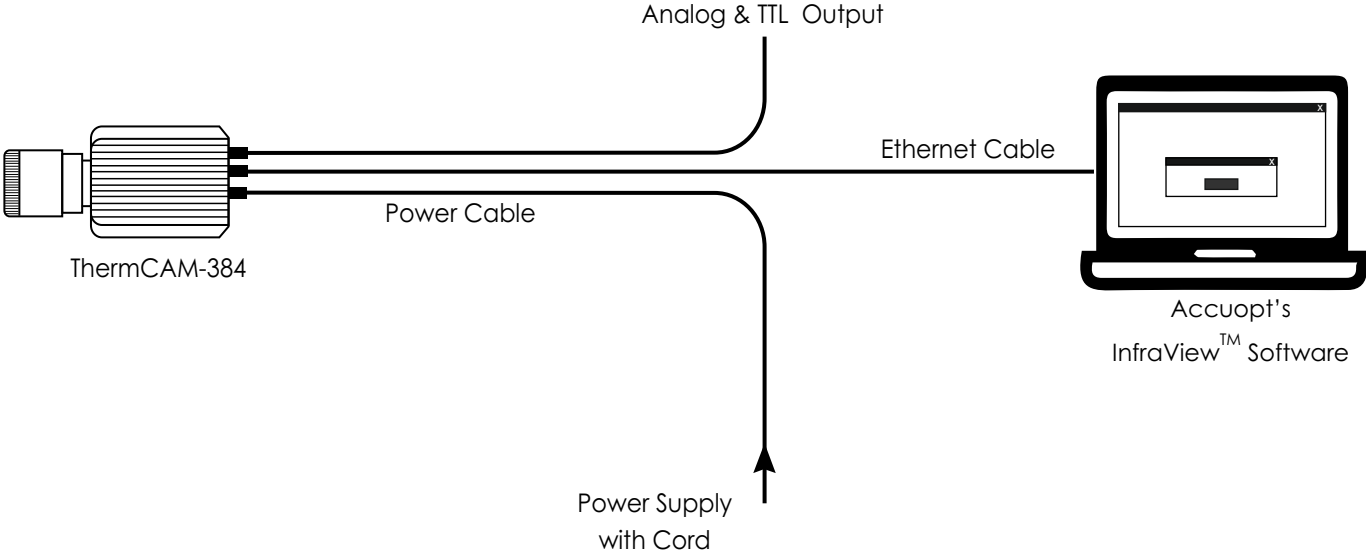 Analog & TTL Output
Ethernet Cable
X
X
Power Cable
ThermCAM-384
Accuopt's
InfraView™ Software
Power Supply
with Cord